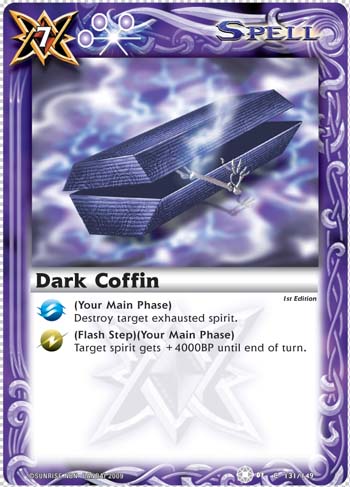 7
SPELL
Dark Coffin
1st Edition
(Your Main Phase)
Destroy target exhausted spirit.
(Flash Step)(Your Main Phase)
Target spirit gets +4000BP until end of turn.
©SUNRISE BANDAI 2009
C 131/149